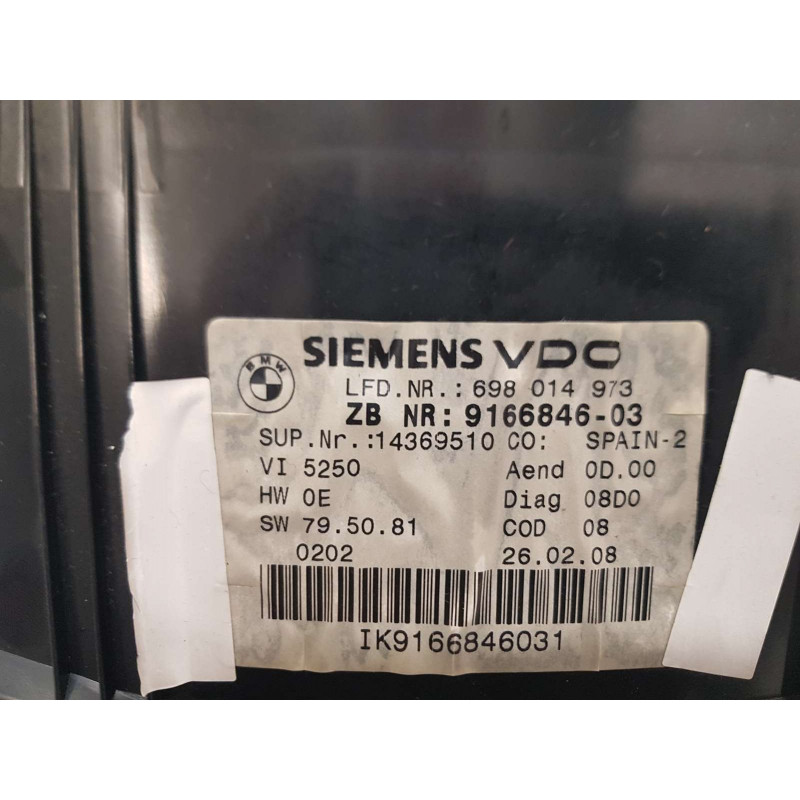 BMW
SIEMENS VDO
LFD.NR.: 698 014 973
ZB NR: 9166846-03
SUP.Nr.:14369510 CO: SPAIN-2
VI 5250 Aend 0D.00
HW 0E Diag 08D0
SW 79.50.81 COD 08
0202 26.02.08
IK9166846031